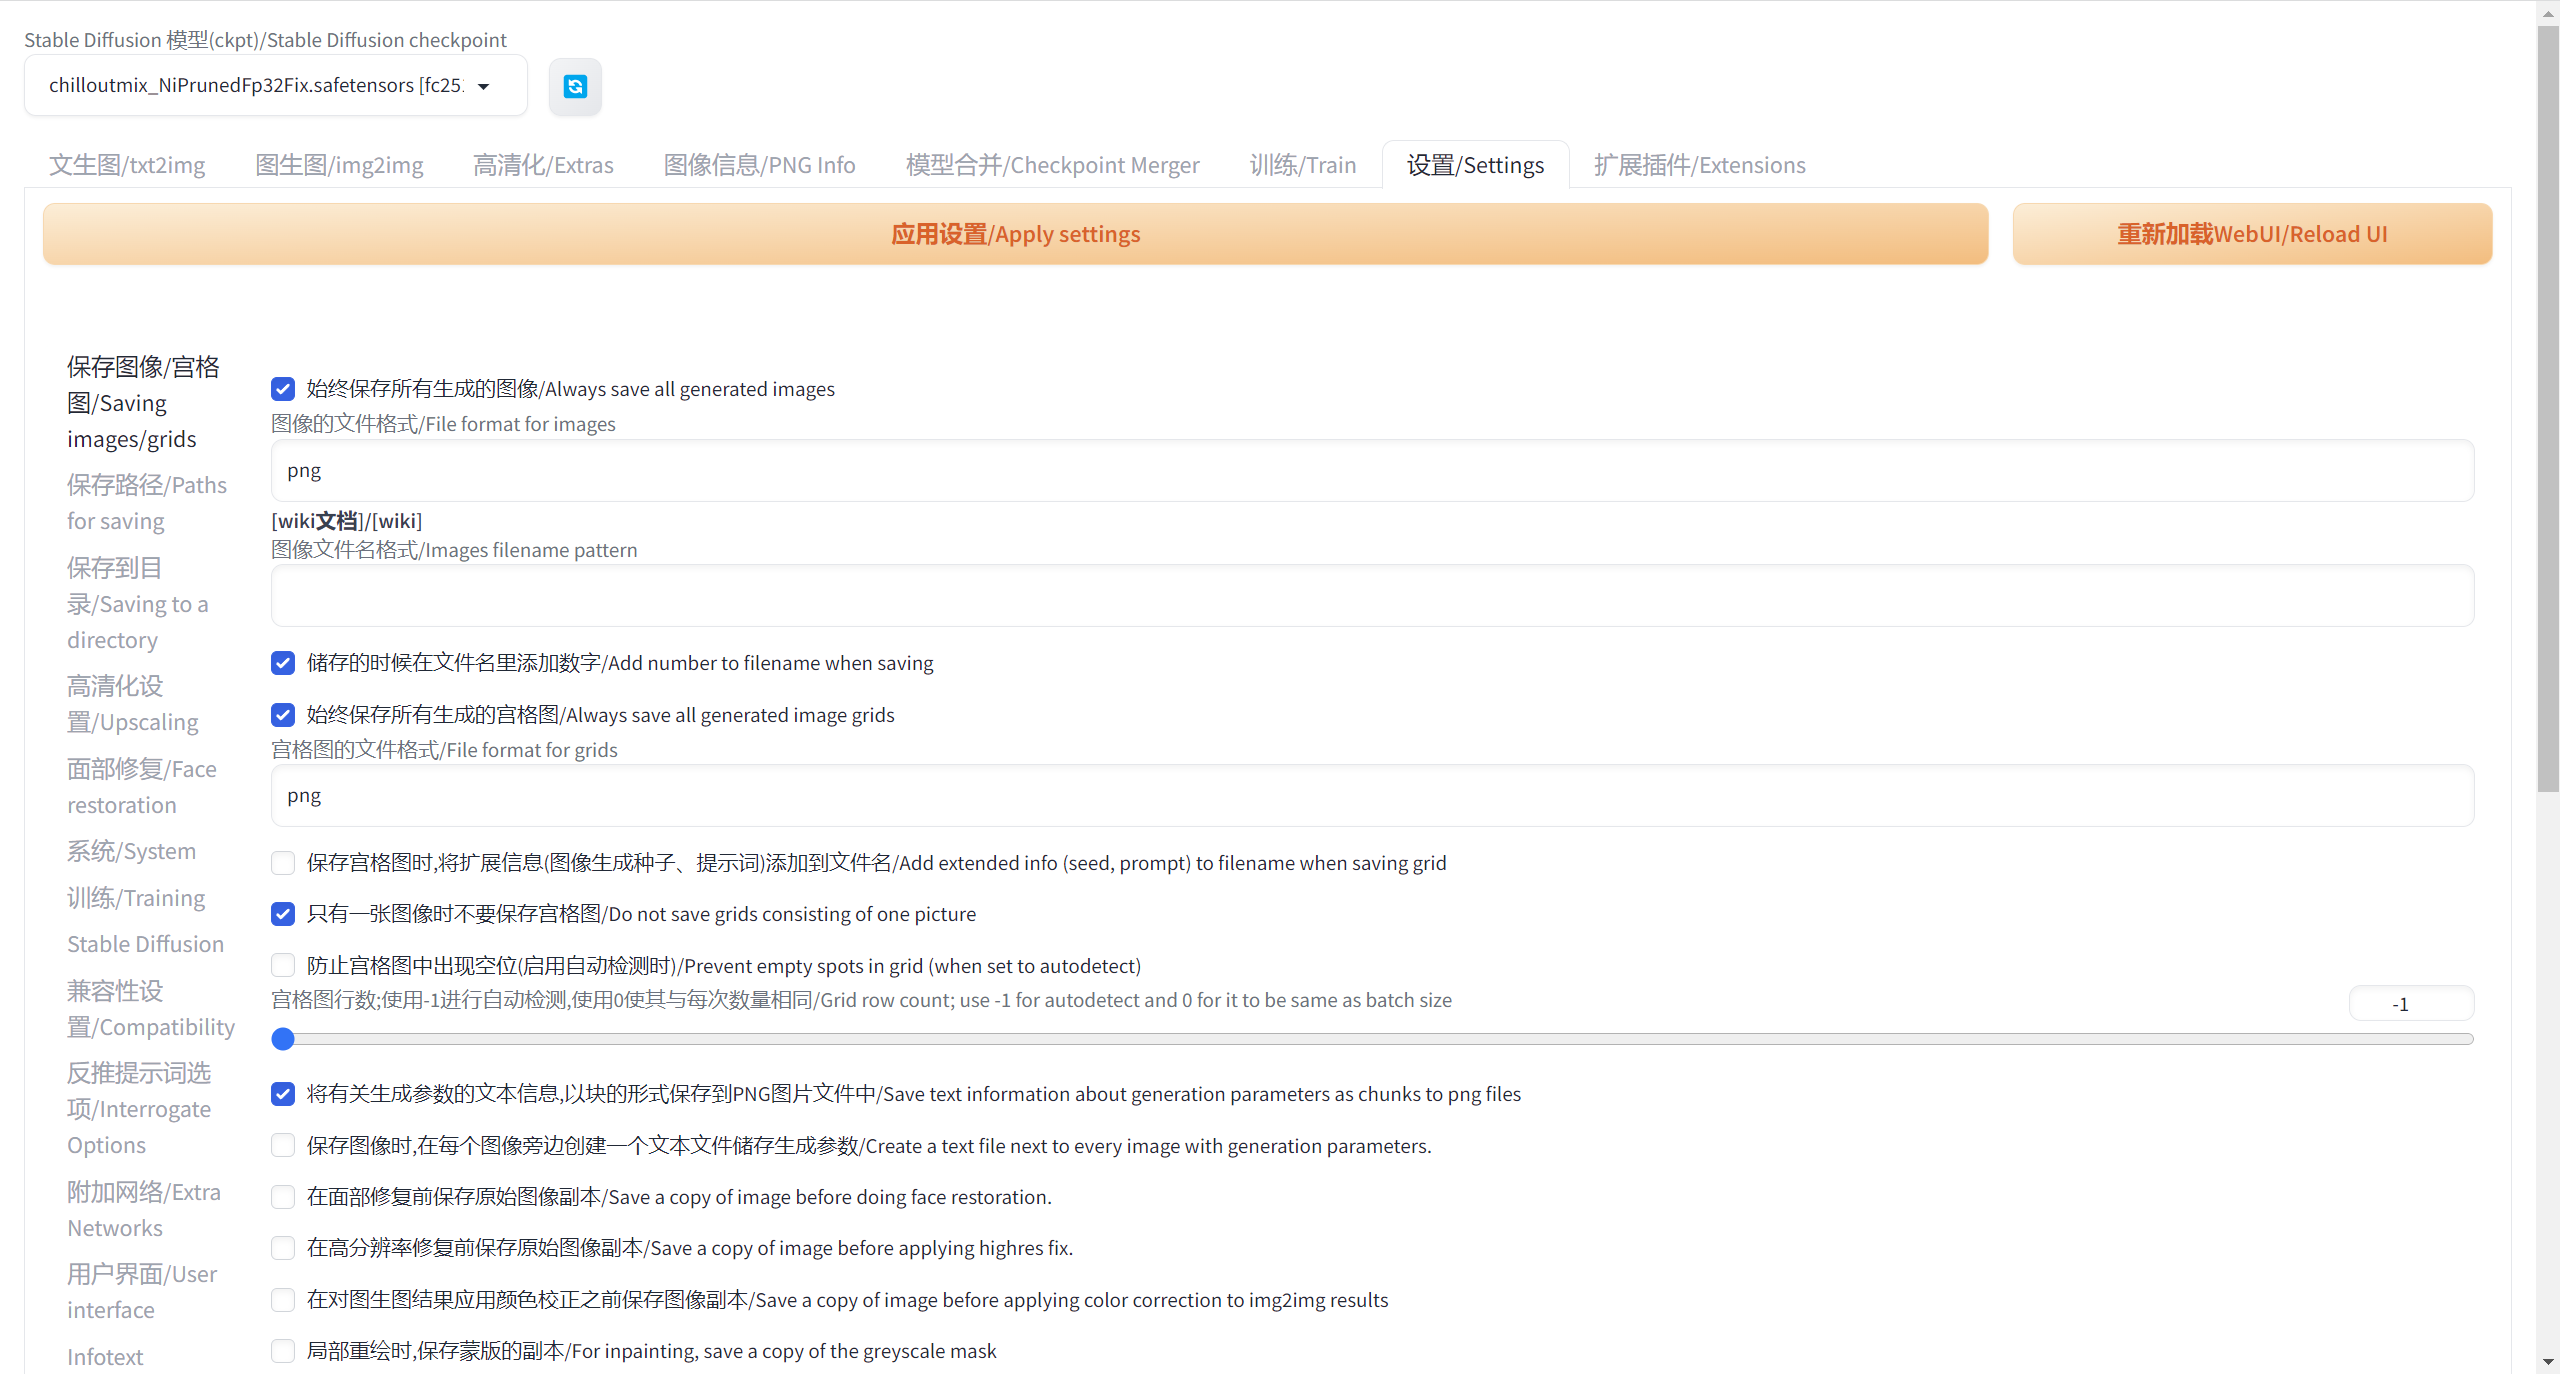 Stable Diffusion 模型(ckpt)/Stable Diffusion checkpoint
chilloutmix_NiPrunedFp32Fix.safetensors [fc25
文生图/txt2img 图生图/img2img 高清化/Extras 图像信息/PNG Info 模型合并/Checkpoint Merger 训练/Train 设置/Settings 扩展插件/Extensions
应用设置/Apply settings 重新加载WebUI/Reload UI
保存图像/宫格
图/Saving
images/grids
保存路径/Paths
for saving
保存到目
录/Saving to a
directory
高清化设
置/Upscaling
面部修复/Face
restoration
系统/System
训练/Training
Stable Diffusion
兼容性设
置/Compatibility
反推提示词选
项/Interrogate
Options
附加网络/Extra
Networks
用户界面/User
interface
Infotext
始终保存所有生成的图像/Always save all generated images
图像的文件格式/File format for images
png
[wiki文档]/[wiki]
图像文件名格式/Images filename pattern
储存的时候在文件名里添加数字/Add number to filename when saving
始终保存所有生成的宫格图/Always save all generated image grids
宫格图的文件格式/File format for grids
png
保存宫格图时,将扩展信息(图像生成种子、提示词)添加到文件名/Add extended info (seed, prompt) to filename when saving grid
只有一张图像时不要保存宫格图/Do not save grids consisting of one picture
防止宫格图中出现空位(启用自动检测时)/Prevent empty spots in grid (when set to autodetect)
宫格图行数;使用-1进行自动检测,使用0使其与每次数量相同/Grid row count; use -1 for autodetect and 0 for it to be same as batch size
-1
将有关生成参数的文本信息,以块的形式保存到PNG图片文件中/Save text information about generation parameters as chunks to png files
保存图像时,在每个图像旁边创建一个文本文件储存生成参数/Create a text file next to every image with generation parameters.
在面部修复前保存原始图像副本/Save a copy of image before doing face restoration.
在高分辨率修复前保存原始图像副本/Save a copy of image before applying highres fix.
在对图生图结果应用颜色校正之前保存图像副本/Save a copy of image before applying color correction to img2img results
局部重绘时,保存蒙版的副本/For inpainting, save a copy of the greyscale mask